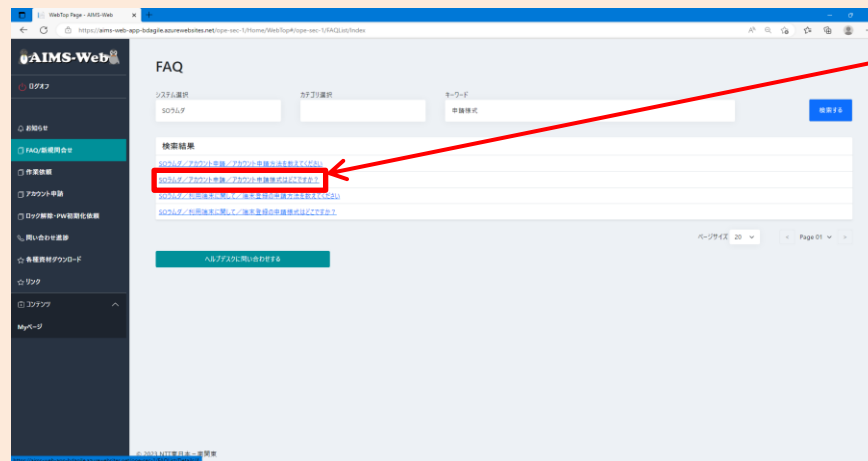 WebTop Page - AIMS-Web
https://aims-web-app-bdagile.azurewebsites.net/ope-sec-1/Home/WebTop#/ope-sec-1/FAQList/Index
AIMS-Web
ログオフ
お知らせ
FAQ/新規問合せ
作業依頼
アカウント申請
ロック解除・PW初期化依頼
問い合わせ進捗
各種資材ダウンロード
リンク
コンテンツ
Myページ
FAQ
システム選択 カテゴリ選択 キーワード
SOラムダ 申請様式 検索する
検索結果
SOラムダ/アカウント申請/アカウント申請方法を教えてください
SOラムダ/アカウント申請/アカウント申請様式はどこですか?
SOラムダ/利用端末に関して/端末登録の申請方法を教えてください
SOラムダ/利用端末に関して/端末登録の申請様式はどこですか?
ページサイズ 20 Page 01
ヘルプデスクに問い合わせする
© 2023 NTT東日本-南関東